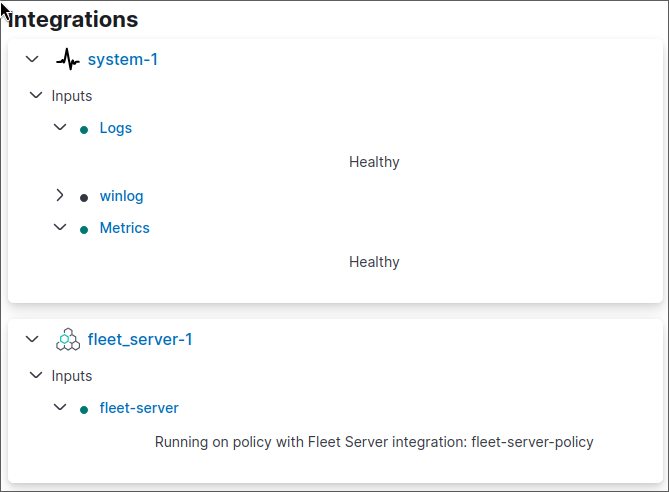 Integrations
system-1
Inputs
Logs
Healthy
winlog
Metrics
Healthy
fleet_server-1
Inputs
fleet-server
Running on policy with Fleet Server integration: fleet-server-policy